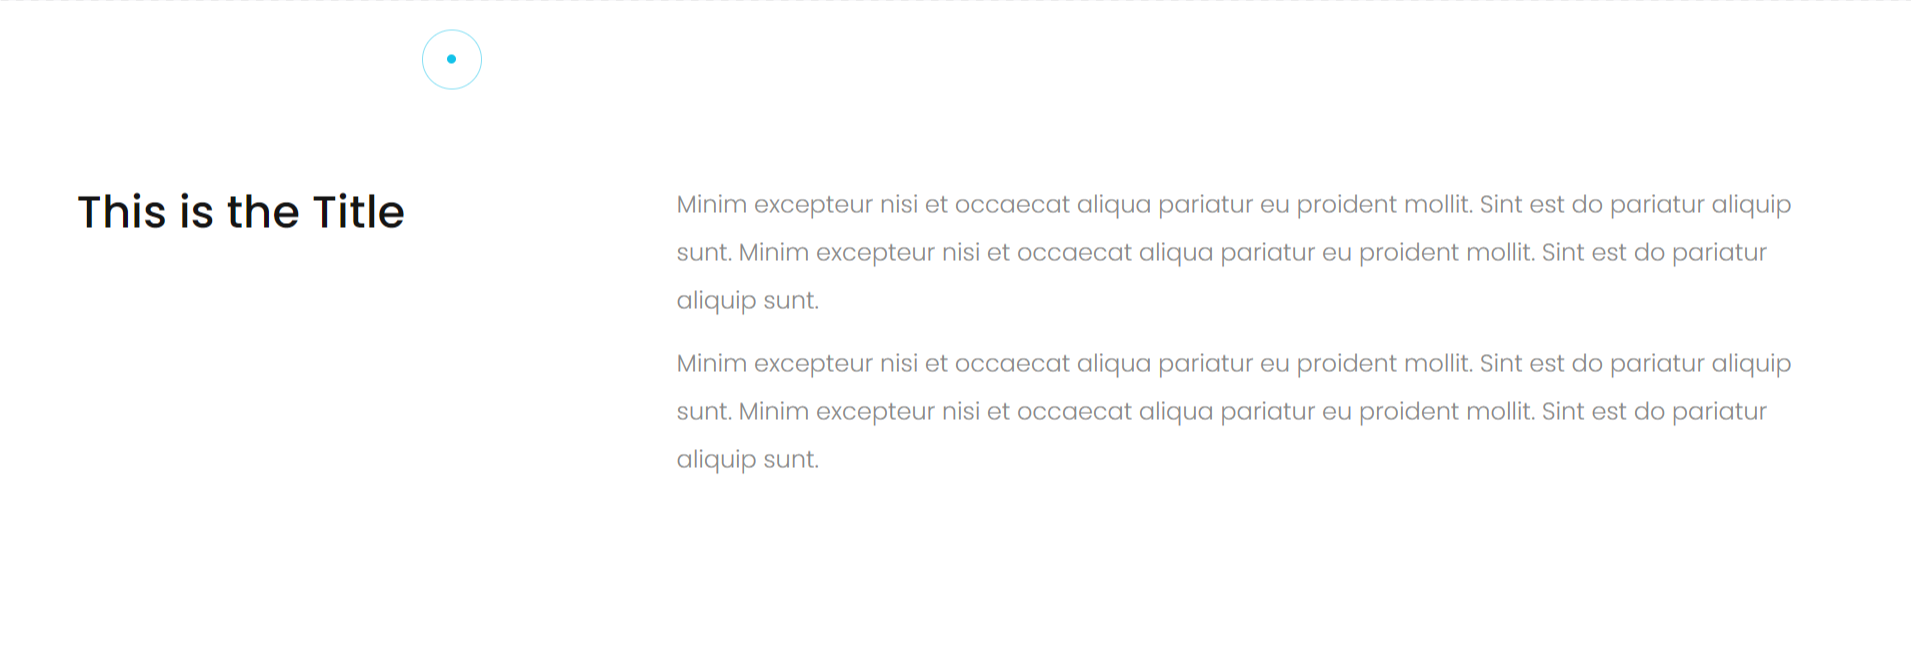 This is the Title
Minim excepteur nisi et occaecat aliqua pariatur eu proident mollit. Sint est do pariatur aliquip
sunt. Minim excepteur nisi et occaecat aliqua pariatur eu proident mollit. Sint est do pariatur
aliquip sunt.
Minim excepteur nisi et occaecat aliqua pariatur eu proident mollit. Sint est do pariatur aliquip
sunt. Minim excepteur nisi et occaecat aliqua pariatur eu proident mollit. Sint est do pariatur
aliquip sunt.